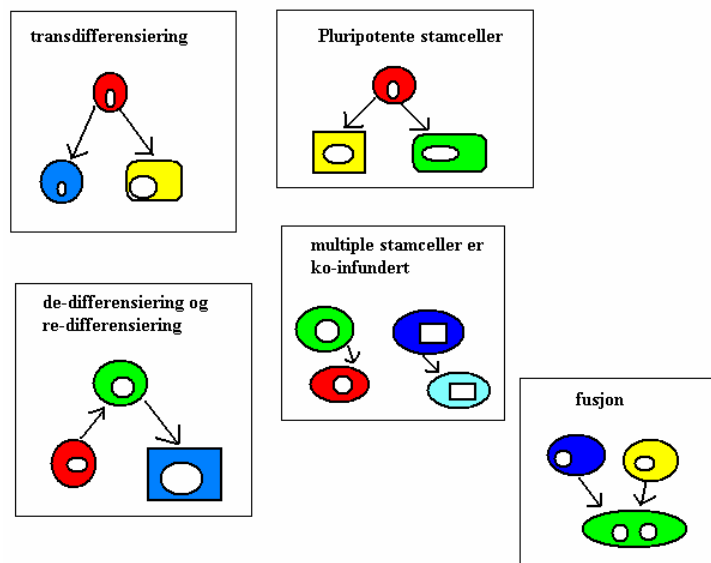 transdifferensiering
Pluripotente stamceller
multiple stamceller er
ko-infundert
de-differensiering og
re-differensiering
fusjon